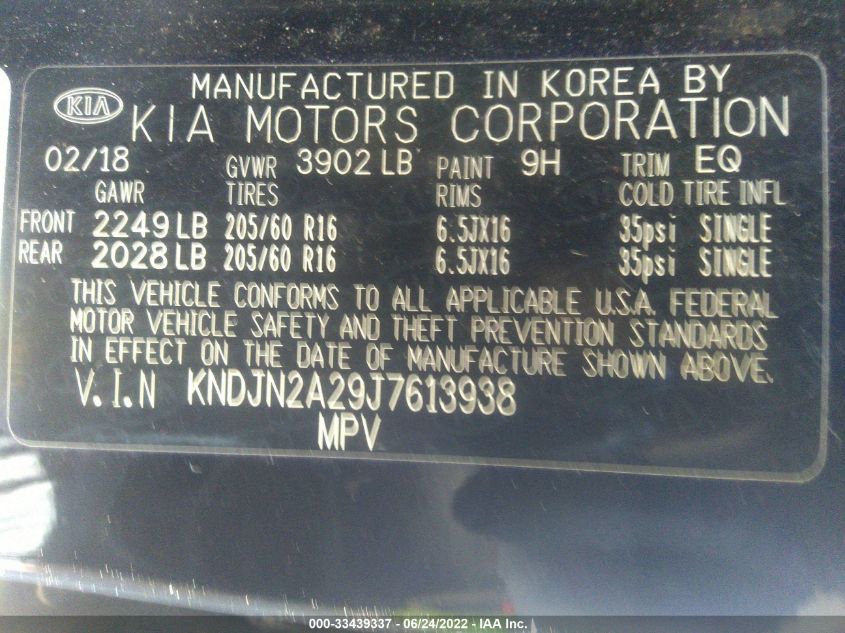 MANUFACTURED IN KOREA BY
KIA KIA MOTORS CORPORATION
02/18 GVWR 3902 LB PAINT 9H TRIM EQ
GAWR TIRES RIMS COLD TIRE INFL
FRONT 2249 LB 205/60 R16 6.5JX16 35psi SINGLE
REAR 2028 LB 205/60 R16 6.5JX16 35psi SINGLE
THIS VEHICLE CONFORMS TO ALL APPLICABLE U.S.A. FEDERAL
MOTOR VEHICLE SAFETY AND THEFT PREVENTION STANDARDS
IN EFFECT ON THE DATE OF MANUFACTURE SHOWN ABOVE.
V.I.N KNDJN2A29J7613938
MPV
000-33439337 - 06/24/2022 - IAA Inc.